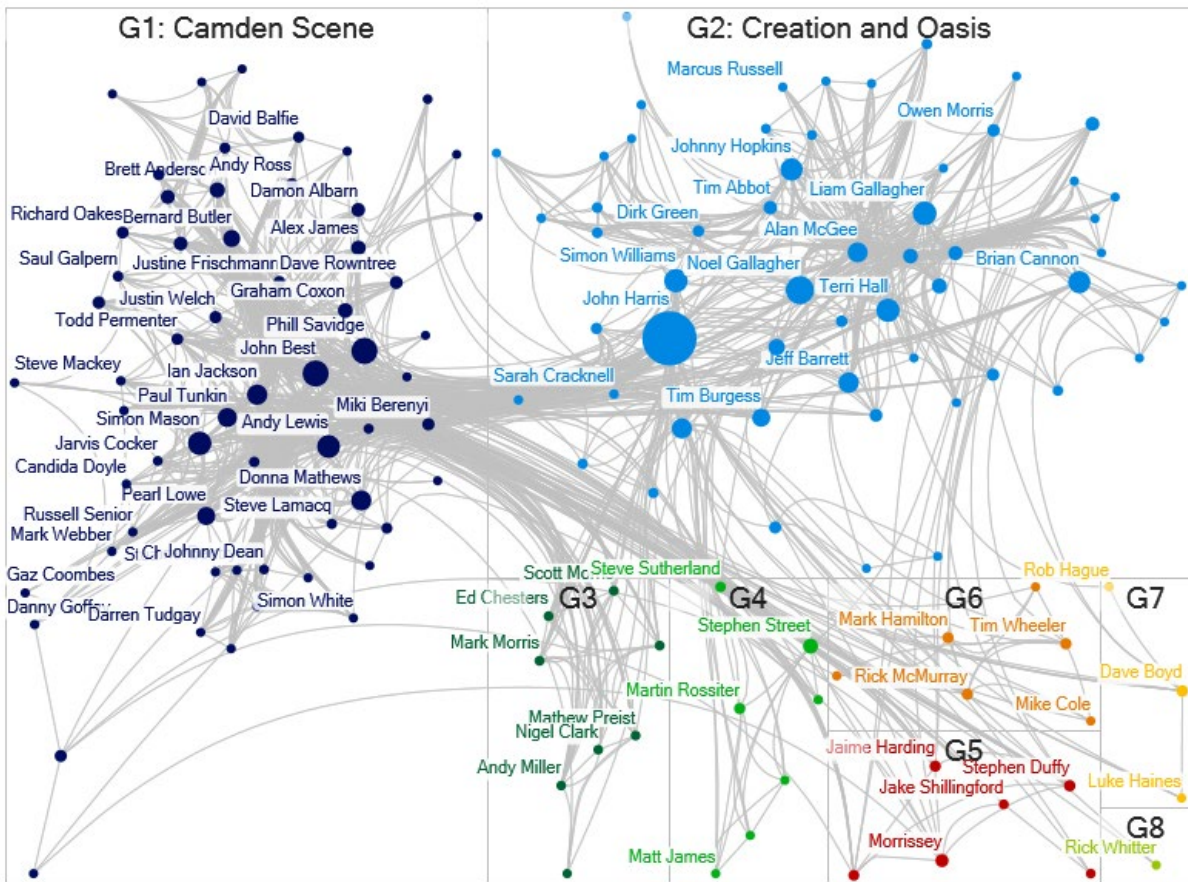 G1: Camden Scene
G2: Creation and Oasis
David Balfie
Brett Anderso
Andy Ross
Damon Albarn
Richard Oakes
Bernard Butler
Alex James
Saul Galpern
Justine Frischmann
Dave Rowntree
Justin Welch
Graham Coxon
Todd Permenter
Phill Savidge
John Best
Steve Mackey
Ian Jackson
Paul Tunkin
Miki Berenyi
Simon Mason
Andy Lewis
Jarvis Cocker
Candida Doyle
Donna Mathews
Pearl Lowe
Steve Lamacq
Russell Senior
Mark Webber
Johnny Dean
Gaz Coombes
Danny Goffey
Darren Tudgay
Simon White
Marcus Russell
Owen Morris
Johnny Hopkins
Tim Abbot
Liam Gallagher
Dirk Green
Alan McGee
Simon Williams
Noel Gallagher
Brian Cannon
Terri Hall
John Harris
Jeff Barrett
Sarah Cracknell
Tim Burgess
G3
Scott Morris
Ed Chesters
Mark Morris
Mathew Preist
Nigel Clark
Andy Miller
G4
Steve Sutherland
Stephen Street
Martin Rossiter
Matt James
G6
Rob Hague
Mark Hamilton
Tim Wheeler
Rick McMurray
Mike Cole
G5
Jaime Harding
Stephen Duffy
Jake Shillingford
Morrissey
G7
Dave Boyd
Luke Haines
G8
Rick Whitter